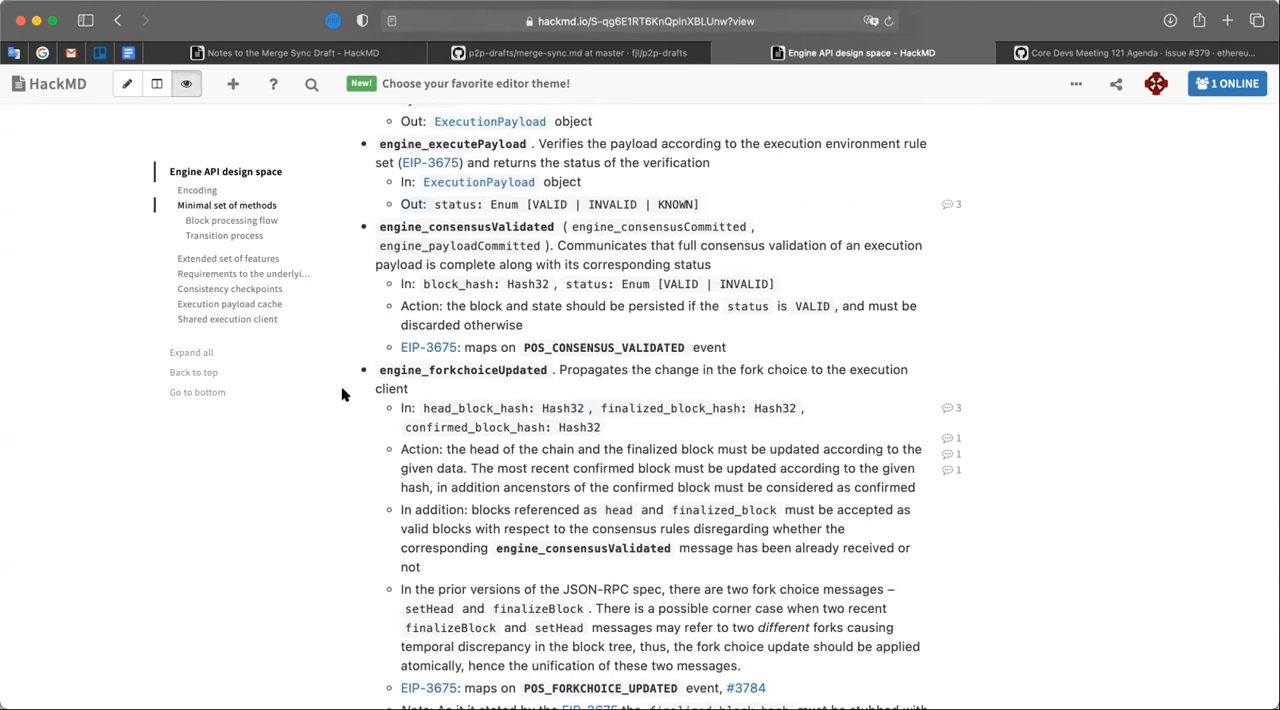 hackmd.io/S-qg6E1RT6KnQplnXBLUnw?view
Notes to the Merge Sync Draft - HackMD
p2p-drafts/merge-sync.md at master · fjl/p2p-drafts
Engine API design space - HackMD
Core Devs Meeting 121 Agenda · Issue #379 · ethereu...
HackMD
New! Choose your favorite editor theme!
1 ONLINE
Engine API design space
Encoding
Minimal set of methods
Block processing flow
Transition process
Extended set of features
Requirements to the underlyi...
Consistency checkpoints
Execution payload cache
Shared execution client
Expand all
Back to top
Go to bottom
Out: ExecutionPayload object
engine_executePayload . Verifies the payload according to the execution environment rule
set (EIP-3675) and returns the status of the verification
In: ExecutionPayload object
Out: status: Enum [VALID | INVALID | KNOWN]
3
engine_consensusValidated ( engine_consensusCommitted ,
engine_payloadCommitted ). Communicates that full consensus validation of an execution
payload is complete along with its corresponding status
In: block_hash: Hash32 , status: Enum [VALID | INVALID]
Action: the block and state should be persisted if the status is VALID , and must be
discarded otherwise
EIP-3675: maps on POS_CONSENSUS_VALIDATED event
engine_forkchoiceUpdated . Propagates the change in the fork choice to the execution
client
In: head_block_hash: Hash32 , finalized_block_hash: Hash32 ,
3
confirmed_block_hash: Hash32
1
Action: the head of the chain and the finalized block must be updated according to the
1
given data. The most recent confirmed block must be updated according to the given
1
hash, in addition ancenstors of the confirmed block must be considered as confirmed
In addition: blocks referenced as head and finalized_block must be accepted as
valid blocks with respect to the consensus rules disregarding whether the
corresponding engine_consensusValidated message has been already received or
not
In the prior versions of the JSON-RPC spec, there are two fork choice messages –
setHead and finalizeBlock . There is a possible corner case when two recent
finalizeBlock and setHead messages may refer to two different forks causing
temporal discrepancy in the block tree, thus, the fork choice update should be applied
atomically, hence the unification of these two messages.
EIP-3675: maps on POS_FORKCHOICE_UPDATED event, #3784
Note: As it it stated by the EIP-3675 the finalized_block_hash must be stubbed with